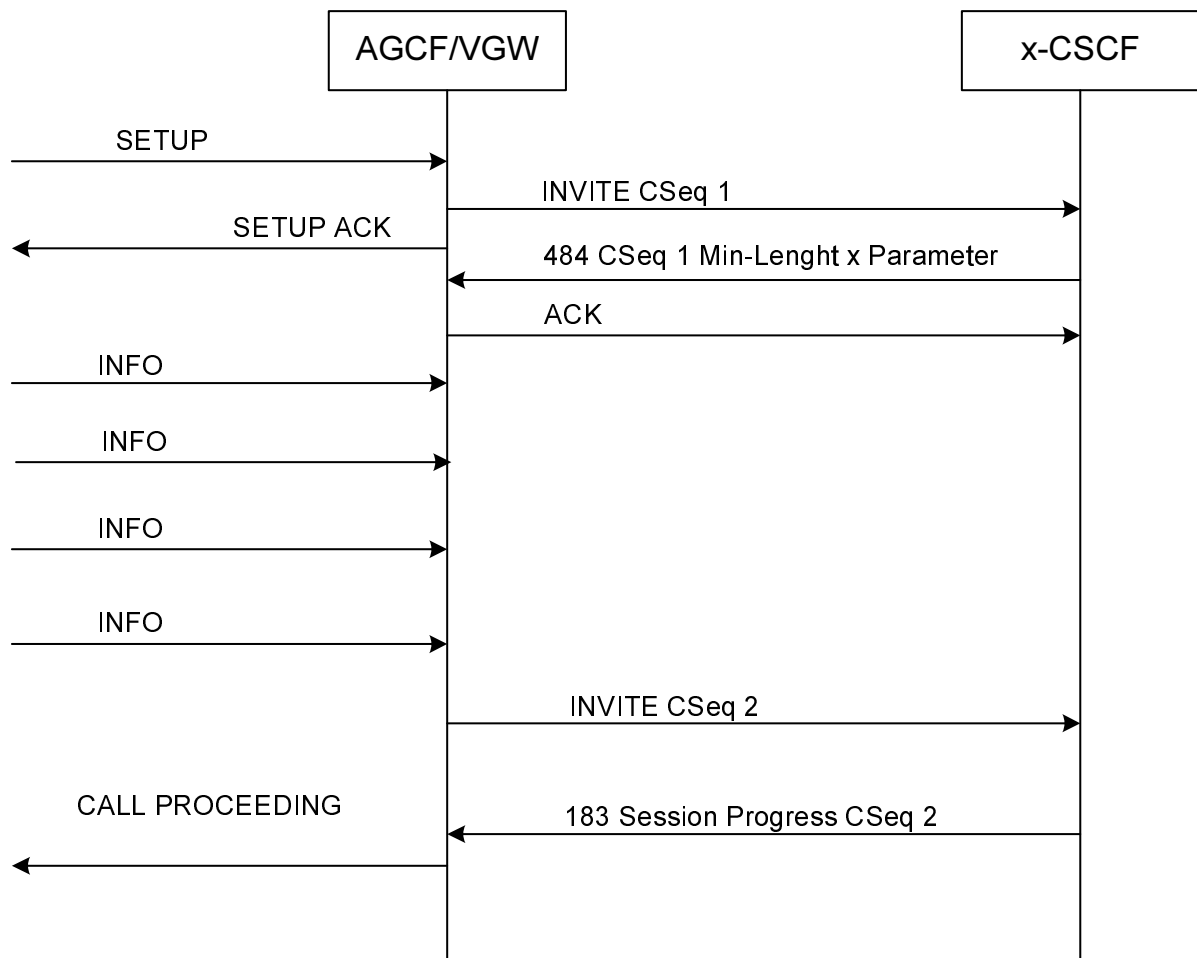 AGCF/VGW
x-CSCF
SETUP
INVITE CSeq 1
SETUP ACK
484 CSeq 1 Min-Lenght x Parameter
ACK
INFO
INFO
INFO
INFO
INVITE CSeq 2
CALL PROCEEDING
183 Session Progress CSeq 2